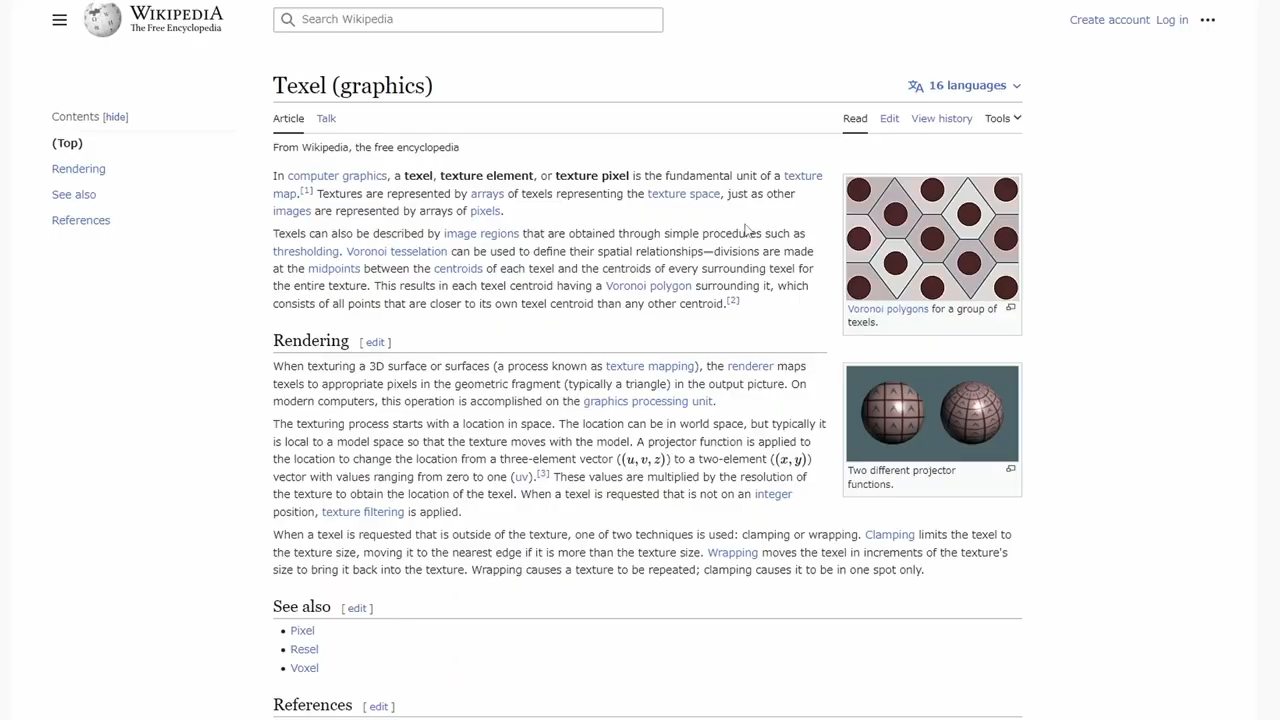 WIKIPEDIA
The Free Encyclopedia
Search Wikipedia
Create account Log in
Texel (graphics)
16 languages
Contents [hide]
(Top)
Rendering
See also
References
Article Talk
Read Edit View history Tools
From Wikipedia, the free encyclopedia
In computer graphics, a texel, texture element, or texture pixel is the fundamental unit of a texture
map.[1] Textures are represented by arrays of texels representing the texture space, just as other
images are represented by arrays of pixels.
Texels can also be described by image regions that are obtained through simple procedures such as
thresholding. Voronoi tesselation can be used to define their spatial relationships—divisions are made
at the midpoints between the centroids of each texel and the centroids of every surrounding texel for
the entire texture. This results in each texel centroid having a Voronoi polygon surrounding it, which
consists of all points that are closer to its own texel centroid than any other centroid.[2]
Voronoi polygons for a group of
texels.
Rendering [ edit ]
When texturing a 3D surface or surfaces (a process known as texture mapping), the renderer maps
texels to appropriate pixels in the geometric fragment (typically a triangle) in the output picture. On
modern computers, this operation is accomplished on the graphics processing unit.
The texturing process starts with a location in space. The location can be in world space, but typically it
is local to a model space so that the texture moves with the model. A projector function is applied to
the location to change the location from a three-element vector ((u, v, z)) to a two-element ((x, y))
vector with values ranging from zero to one (uv).[3] These values are multiplied by the resolution of
the texture to obtain the location of the texel. When a texel is requested that is not on an integer
position, texture filtering is applied.
Two different projector
functions.
When a texel is requested that is outside of the texture, one of two techniques is used: clamping or wrapping. Clamping limits the texel to
the texture size, moving it to the nearest edge if it is more than the texture size. Wrapping moves the texel in increments of the texture's
size to bring it back into the texture. Wrapping causes a texture to be repeated; clamping causes it to be in one spot only.
See also [ edit ]
• Pixel
• Resel
• Voxel
References [ edit ]